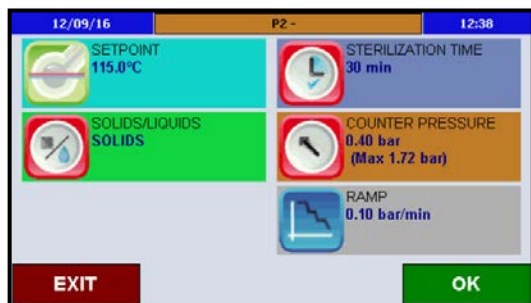 12/09/16
P2 -
12:38
SETPOINT
115.0°C
STERILIZATION TIME
30 min
SOLIDS/LIQUIDS
SOLIDS
COUNTER PRESSURE
0.40 bar
(Max 1.72 bar)
RAMP
0.10 bar/min
EXIT
OK